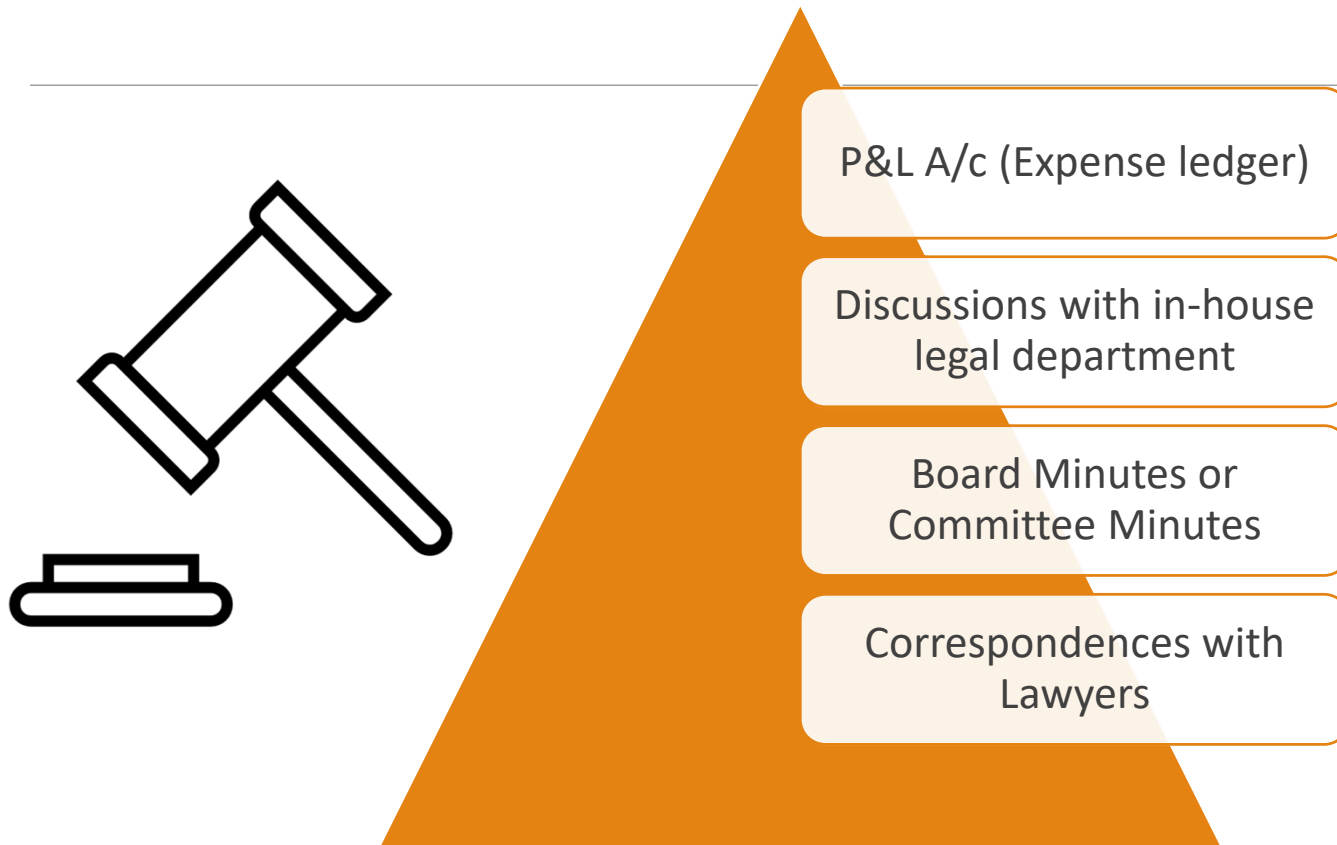 P&L A/c (Expense ledger)
Discussions with in-house
legal department
Board Minutes or
Committee Minutes
Correspondences with
Lawyers